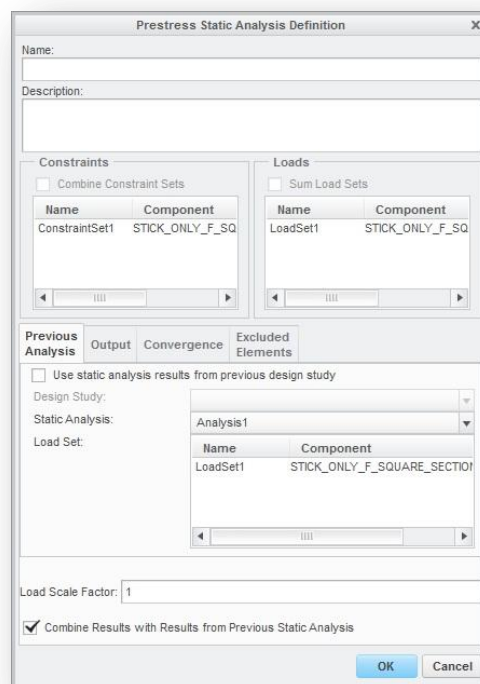 Prestress Static Analysis Definition
Name:
Description:
Constraints
Loads
Combine Constraint Sets
Sum Load Sets
Name Component
Name Component
ConstraintSet1 STICK_ONLY_F_SQ
LoadSet1 STICK_ONLY_F_SQ
Previous Analysis
Output
Convergence
Excluded Elements
Use static analysis results from previous design study
Design Study:
Static Analysis: Analysis1
Load Set:
Name Component
LoadSet1 STICK_ONLY_F_SQUARE_SECTION
Load Scale Factor: 1
Combine Results with Results from Previous Static Analysis
OK Cancel